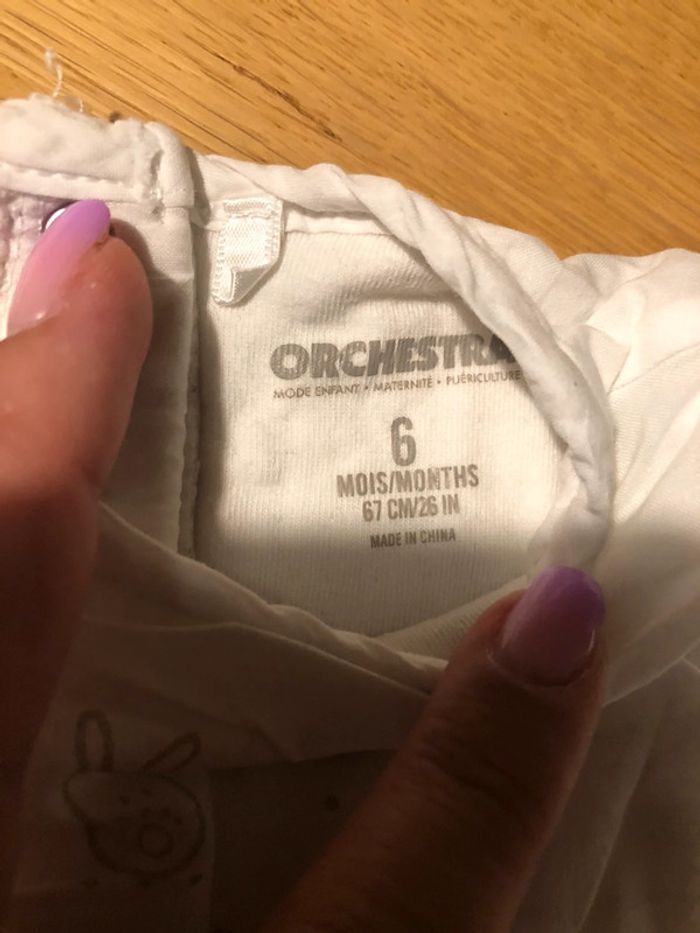 ORCHESTRA
MODE ENFANT • MATERNITÉ • PUÉRICULTURE
6
MOIS/MONTHS
67 CM/26 IN
MADE IN CHINA